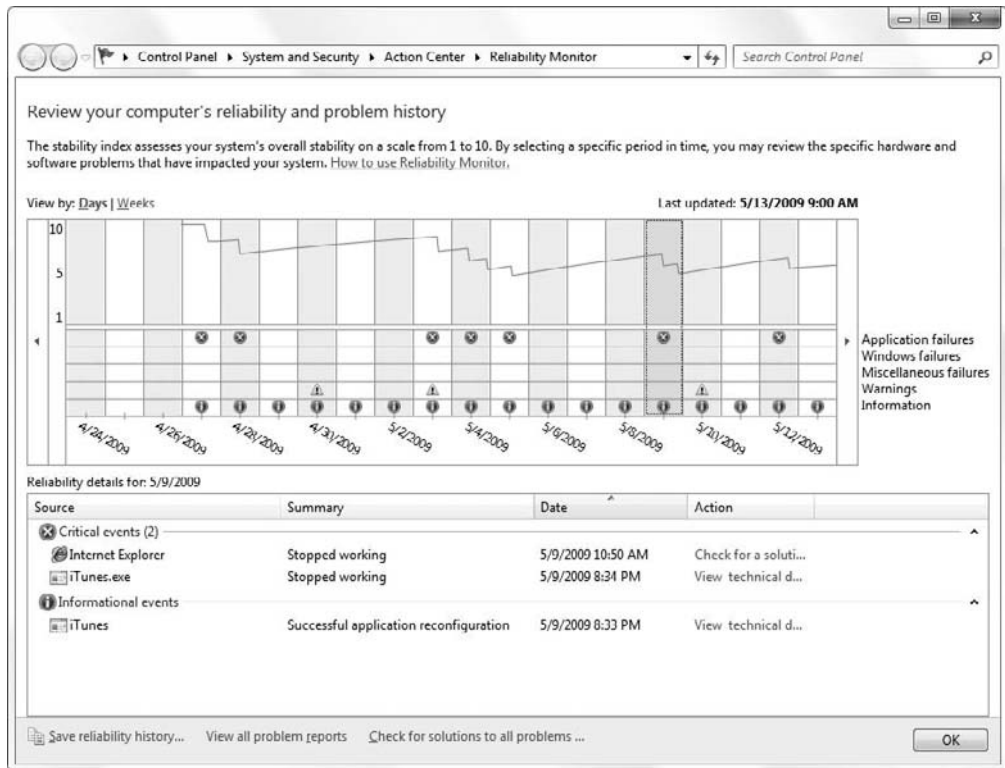 Control Panel ▸ System and Security ▸ Action Center ▸ Reliability Monitor
Search Control Panel
Review your computer's reliability and problem history
The stability index assesses your system's overall stability on a scale from 1 to 10. By selecting a specific period in time, you may review the specific hardware and
software problems that have impacted your system. How to use Reliability Monitor.
View by: Days | Weeks
Last updated: 5/13/2009 9:00 AM
10
5
1
Application failures
Windows failures
Miscellaneous failures
Warnings
Information
4/24/2009 4/26/2009 4/28/2009 4/30/2009 5/2/2009 5/4/2009 5/6/2009 5/8/2009 5/10/2009 5/12/2009
Reliability details for: 5/9/2009
Source Summary Date Action
Critical events (2)
Internet Explorer Stopped working 5/9/2009 10:50 AM Check for a soluti...
iTunes.exe Stopped working 5/9/2009 8:34 PM View technical d...
Informational events
iTunes Successful application reconfiguration 5/9/2009 8:33 PM View technical d...
Save reliability history... View all problem reports Check for solutions to all problems ...
OK